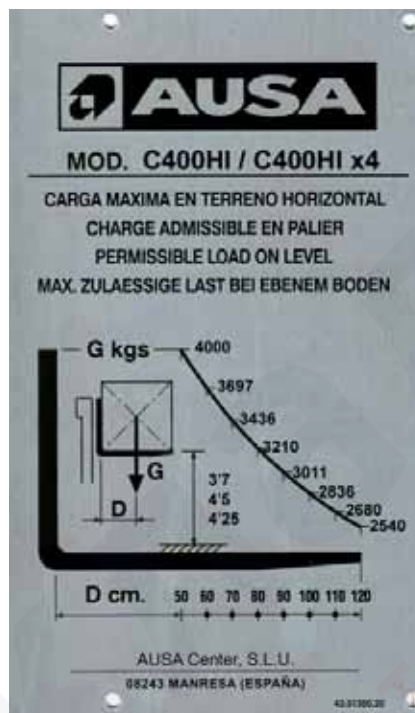 AUSA
MOD. C400HI / C400HI x4
CARGA MAXIMA EN TERRENO HORIZONTAL
CHARGE ADMISSIBLE EN PALIER
PERMISSIBLE LOAD ON LEVEL
MAX. ZULAESSIGE LAST BEI EBENEM BODEN
G kgs
4000
3697
3436
3210
3011
2836
2680
2540
G
D
3'7
4'5
4'25
D cm. 50 60 70 80 90 100 110 120
AUSA Center, S.L.U.
08243 MANRESA (ESPAÑA)